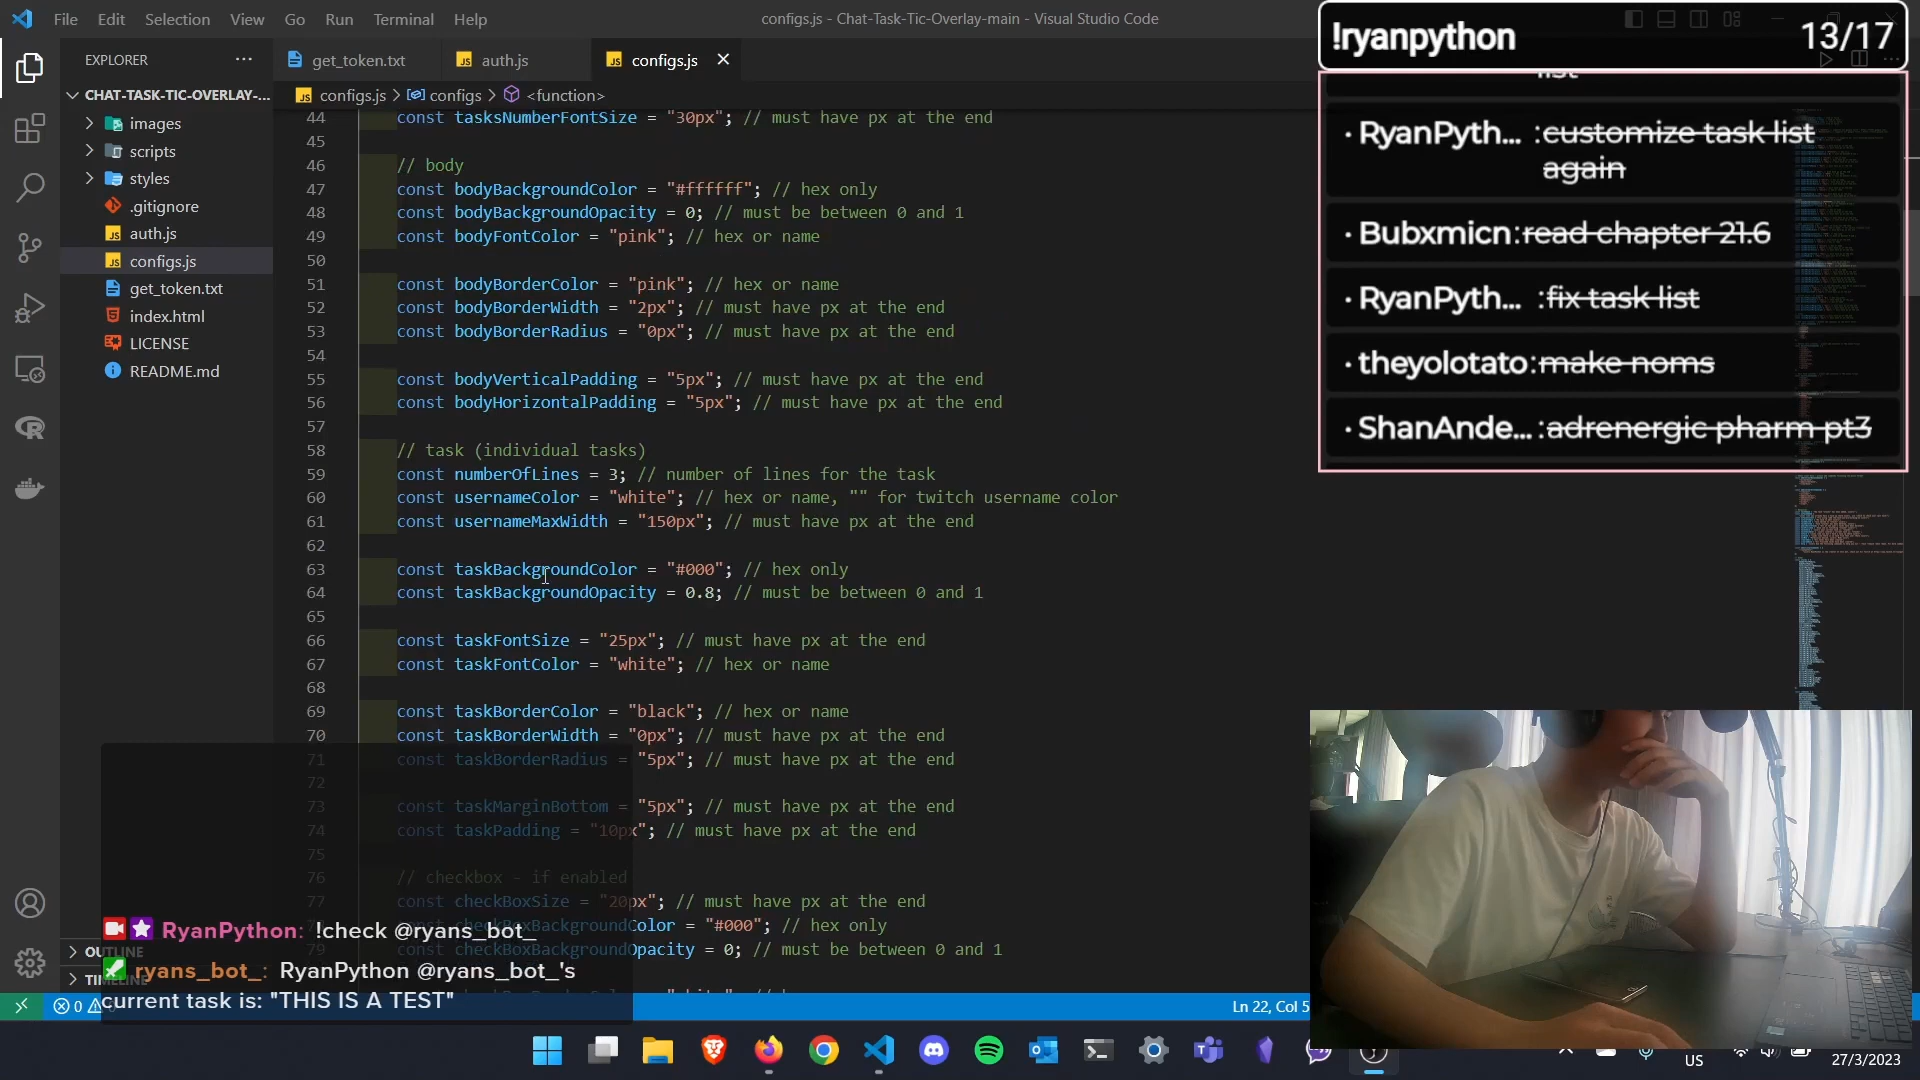 File Edit Selection View Go Run Terminal Help
configs.js - Chat-Task-Tic-Overlay-main - Visual Studio Code
!ryanpython 13/17
EXPLORER
get_token.txt auth.js configs.js
CHAT-TASK-TIC-OVERLAY-...
configs.js > configs > <function>
images
scripts
styles
.gitignore
auth.js
configs.js
get_token.txt
index.html
LICENSE
README.md
OUTLINE
44 const tasksNumberFontSize = "30px"; // must have px at the end
45
46 // body
47 const bodyBackgroundColor = "#ffffff"; // hex only
48 const bodyBackgroundOpacity = 0; // must be between 0 and 1
49 const bodyFontColor = "pink"; // hex or name
50
51 const bodyBorderColor = "pink"; // hex or name
52 const bodyBorderWidth = "2px"; // must have px at the end
53 const bodyBorderRadius = "0px"; // must have px at the end
54
55 const bodyVerticalPadding = "5px"; // must have px at the end
56 const bodyHorizontalPadding = "5px"; // must have px at the end
57
58 // task (individual tasks)
59 const numberOfLines = 3; // number of lines for the task
60 const usernameColor = "white"; // hex or name, "" for twitch username color
61 const usernameMaxWidth = "150px"; // must have px at the end
62
63 const taskBackgroundColor = "#000"; // hex only
64 const taskBackgroundOpacity = 0.8; // must be between 0 and 1
65
66 const taskFontSize = "25px"; // must have px at the end
67 const taskFontColor = "white"; // hex or name
68
69 const taskBorderColor = "black"; // hex or name
70 const taskBorderWidth = "0px"; // must have px at the end
71 const taskBorderRadius = "5px"; // must have px at the end
72
73 const taskMarginBottom = "5px"; // must have px at the end
74 const taskPadding = "10px"; // must have px at the end
75
76 // checkbox - if enabled
77 const checkBoxSize = "20px"; // must have px at the end
const checkBoxBackgroundColor = "#000"; // hex only
79 const checkBoxBackgroundOpacity = 0; // must be between 0 and 1
list
· RyanPyth... :customize task list
again
· Bubxmicn:read chapter 21.6
· RyanPyth... :fix task list
· theyolotato:make noms
· ShanAnde... :adrenergic pharm pt3
RyanPython: !check @ryans_bot_
ryans_bot_: RyanPython @ryans_bot_'s
current task is: "THIS IS A TEST"
0
Ln 22, Col 5
US
27/3/2023